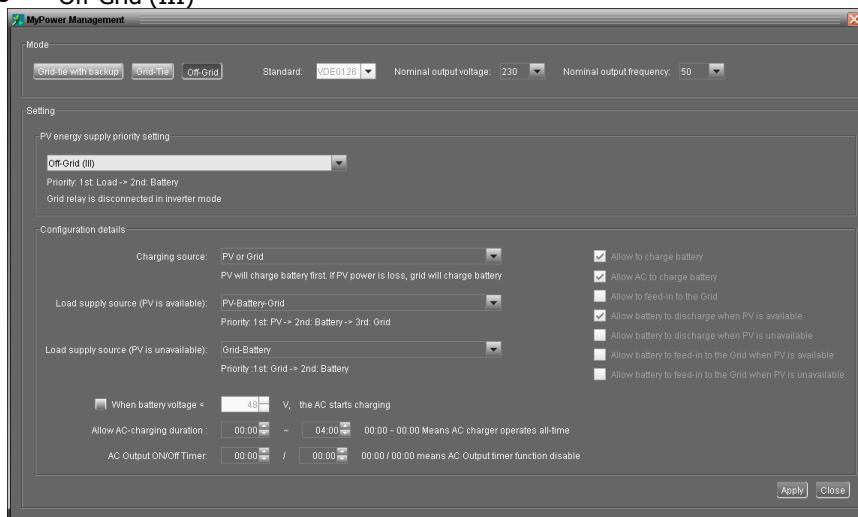 Off-Grid (III)
MyPower Management
Mode
Grid-tie with backup Grid-Tie Off-Grid Standard: VDE0126 Nominal output voltage: 230 Nominal output frequency: 50
Setting
PV energy supply priority setting
Off-Grid (III)
Priority: 1st: Load -> 2nd: Battery
Grid relay is disconnected in inverter mode
Configuration details
Charging source: PV or Grid
PV will charge battery first. If PV power is loss, grid will charge battery
Load supply source (PV is available): PV-Battery-Grid
Priority: 1st: PV -> 2nd: Battery -> 3rd: Grid
Load supply source (PV is unavailable): Grid-Battery
Priority :1st: Grid -> 2nd: Battery
Allow to charge battery
Allow AC to charge battery
Allow to feed-in to the Grid
Allow battery to discharge when PV is available
Allow battery to discharge when PV is unavailable
Allow battery to feed-in to the Grid when PV is available
Allow battery to feed-in to the Grid when PV is unavailable
When battery voltage < 48 V, the AC starts charging
Allow AC-charging duration : 00:00 ~ 04:00 00:00 - 00:00 Means AC charger operates all-time
AC Output ON/Off Timer: 00:00 / 00:00 00:00 / 00:00 means AC Output timer function disable
Apply Close